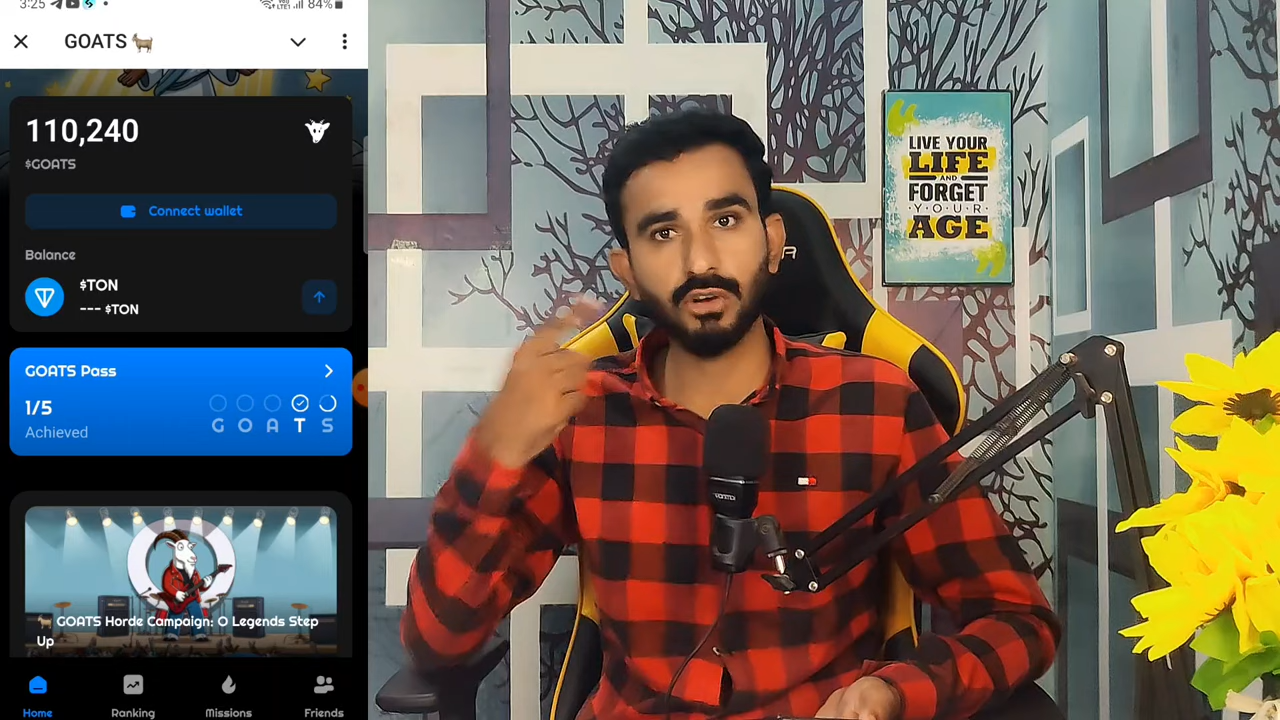 3:25
84%
GOATS
110,240
$GOATS
Connect wallet
Balance
$TON
--- $TON
GOATS Pass
1/5
Achieved
G O A T S
GOATS Horde Campaign: O Legends Step
Up
Home
Ranking
Missions
Friends
LIVE YOUR
LIFE
AND
FORGET
YOUR
AGE